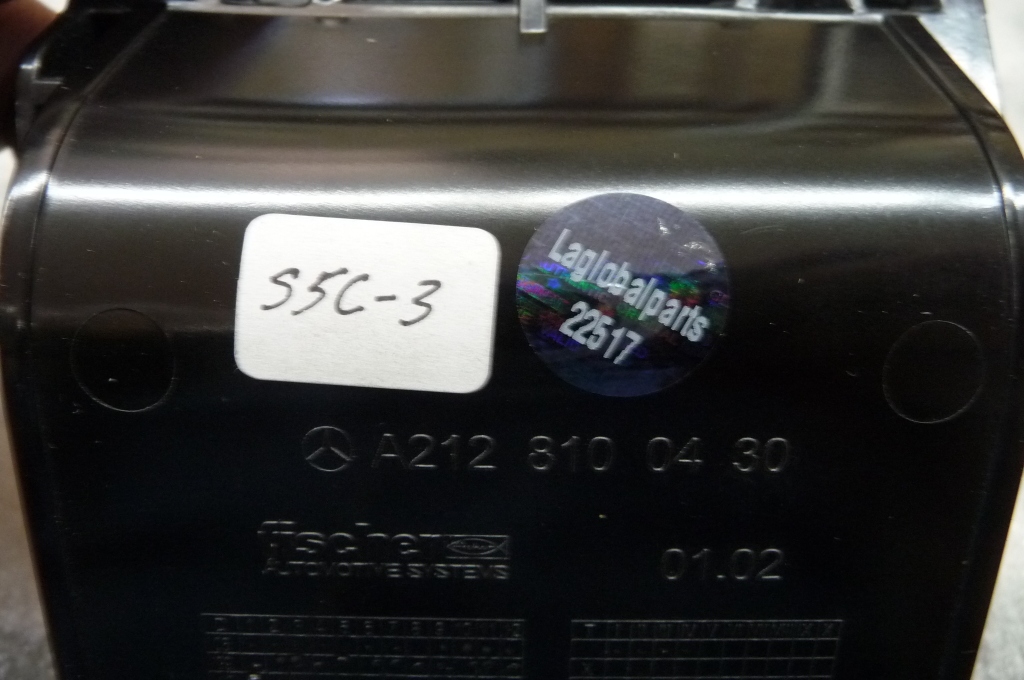 S5C-3
Laglobalparts
22517
A212 810 04 30
fischer
AUTOMOTIVE SYSTEMS
01.02